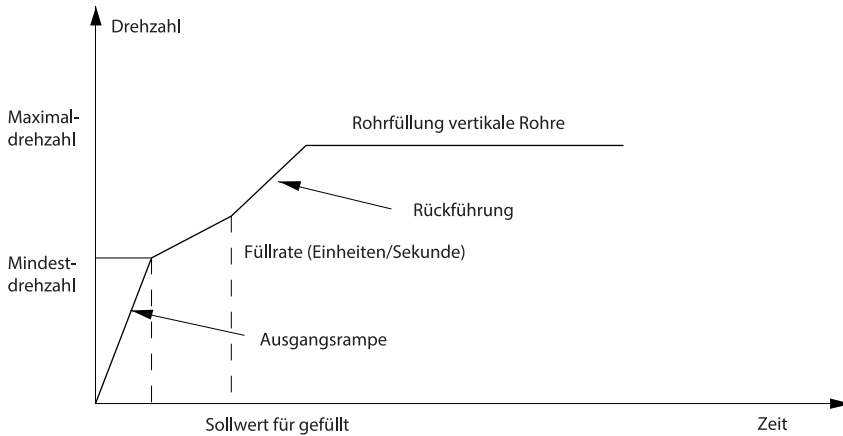 Drehzahl
Maximal-
drehzahl
Rohrfüllung vertikale Rohre
Rückführung
Füllrate (Einheiten/Sekunde)
Mindest-
drehzahl
Ausgangsrampe
Sollwert für gefüllt
Zeit